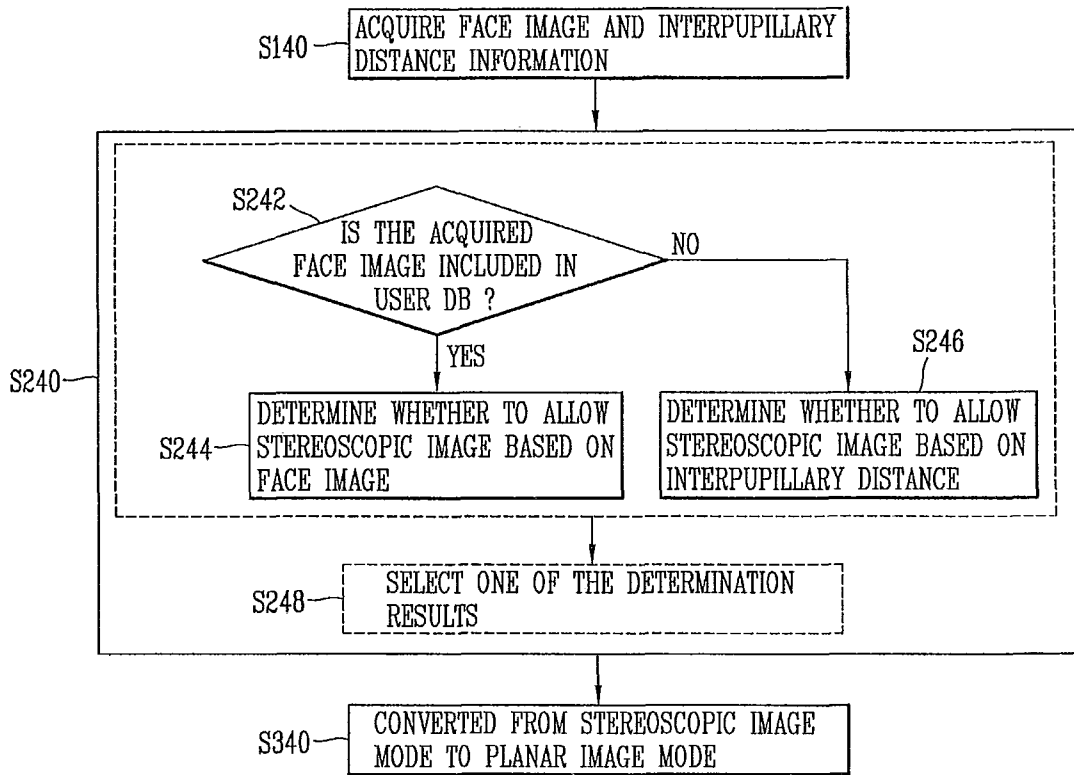 S140
ACQUIRE FACE IMAGE AND INTERPUPILLARY
DISTANCE INFORMATION
S240
S242
IS THE ACQUIRED
FACE IMAGE INCLUDED IN
USER DB ?
NO
YES
S244
DETERMINE WHETHER TO ALLOW
STEREOSCOPIC IMAGE BASED ON
FACE IMAGE
S246
DETERMINE WHETHER TO ALLOW
STEREOSCOPIC IMAGE BASED ON
INTERPUPILLARY DISTANCE
S248
SELECT ONE OF THE DETERMINATION
RESULTS
S340
CONVERTED FROM STEREOSCOPIC IMAGE
MODE TO PLANAR IMAGE MODE